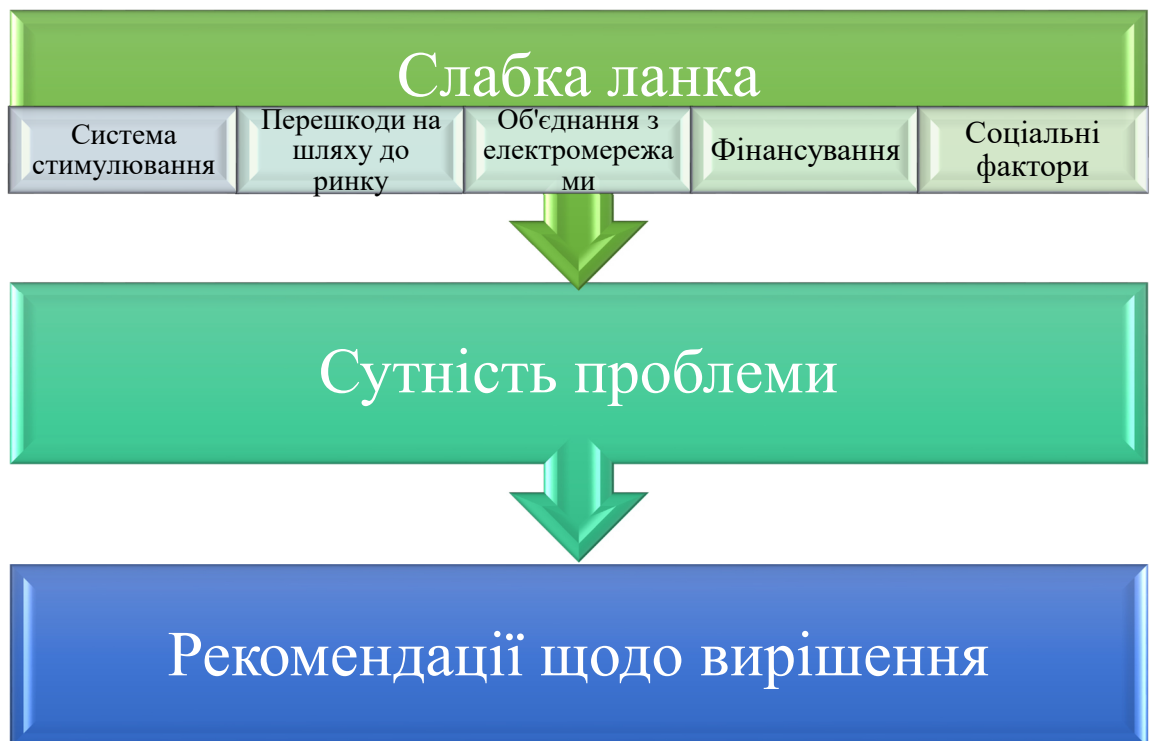 Слабка ланка
Система
стимулювання
Перешкоди на
шляху до
ринку
Об'єднання з
електромережа
ми
Фінансування
Соціальні
фактори
Сутність проблеми
Рекомендації щодо вирішення